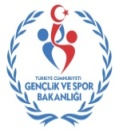 TÜRKİYE CUMHURİYETİ
GENÇLİK VE SPOR
BAKANLIĞI